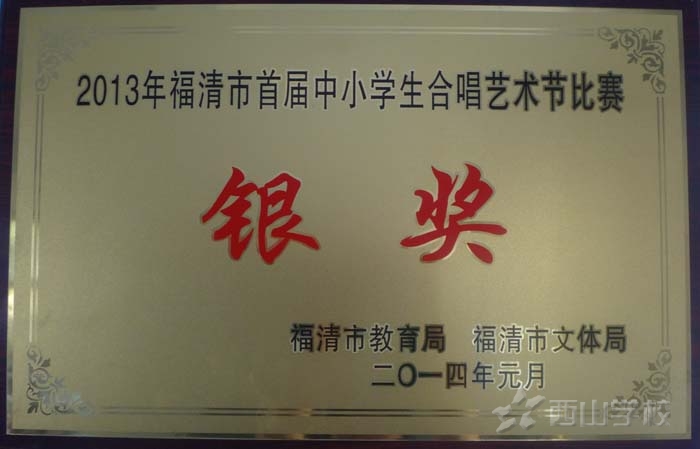 2013年福清市首届中小学生合唱艺术节比赛
银 奖
福清市教育局 福清市文体局
二〇一四年元月
西山学校